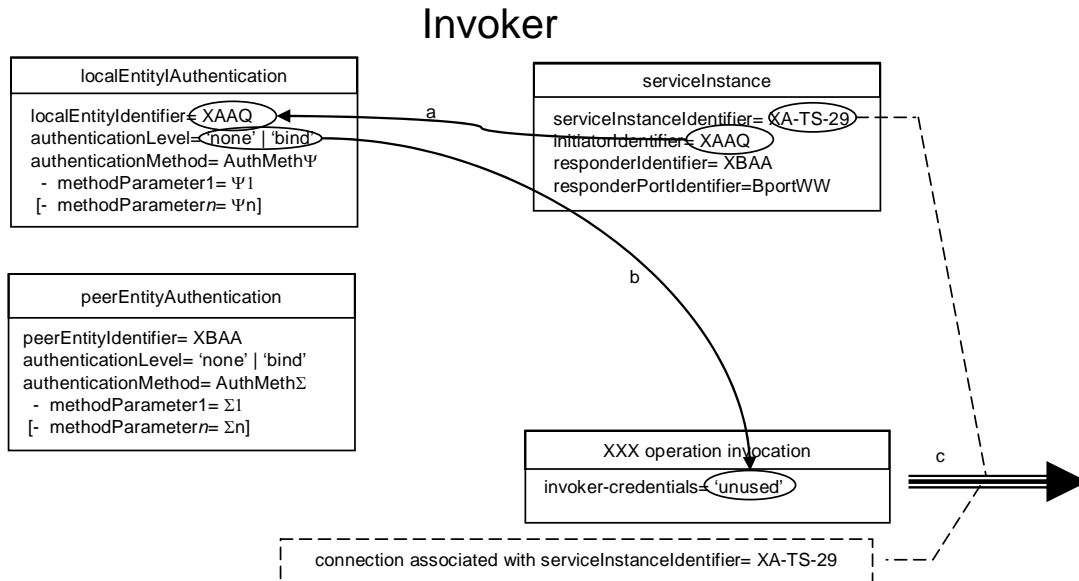 Invoker
localEntityIAuthentication
localEntityIdentifier= XAAQ
authenticationLevel= ‘none’ | ‘bind’
authenticationMethod= AuthMethΨ
- methodParameter1= Ψ1
[- methodParametern= Ψn]
serviceInstance
serviceInstanceIdentifier= XA-TS-29
initiatorIdentifier= XAAQ
responderIdentifier= XBAA
responderPortIdentifier=BportWW
a
b
peerEntityAuthentication
peerEntityIdentifier= XBAA
authenticationLevel= ‘none’ | ‘bind’
authenticationMethod= AuthMethΣ
- methodParameter1= Σ1
[- methodParametern= Σn]
XXX operation invocation
invoker-credentials= ‘unused’
c
connection associated with serviceInstanceIdentifier= XA-TS-29